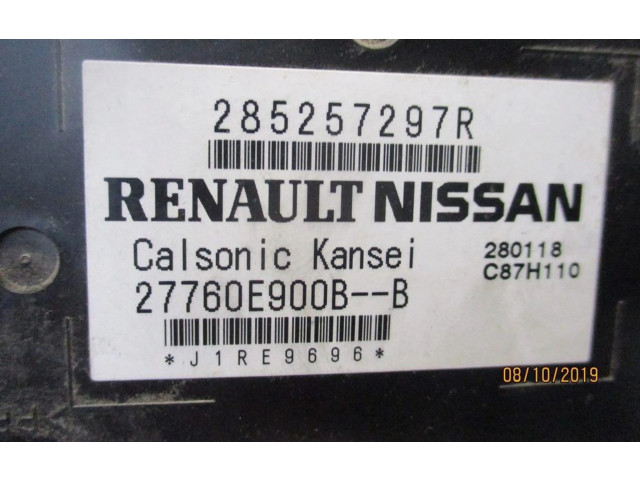 285257297R
RENAULT NISSAN
Calsonic Kansei
280118
27760E900B--B
C87H110
*J1RE9696*
08/10/2019